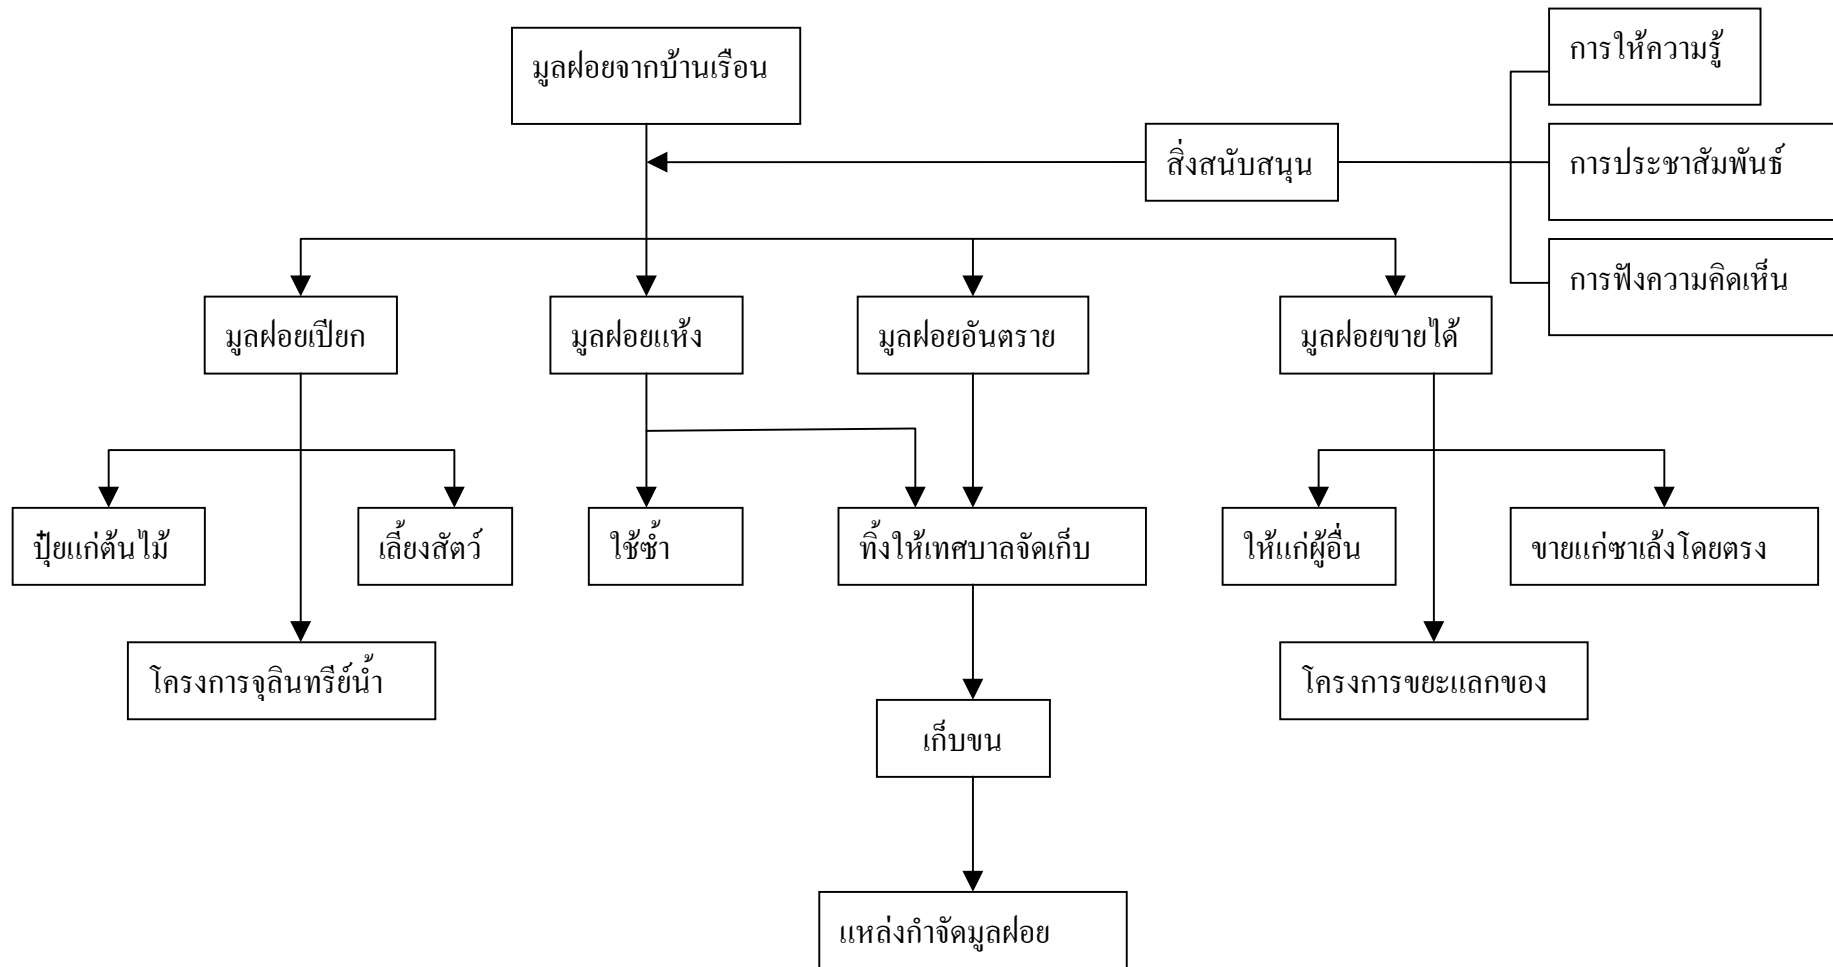 การให้ความรู้
มูลฝอยจากบ้านเรือน
สิ่งสนับสนุน
การประชาสัมพันธ์
การฟังความคิดเห็น
มูลฝอยเปียก
มูลฝอยแห้ง
มูลฝอยอันตราย
มูลฝอยขายได้
ปุ๋ยแก่ต้นไม้
เลี้ยงสัตว์
ใช้ซ้ำ
ทิ้งให้เทศบาลจัดเก็บ
ให้แก่ผู้อื่น
ขายแก่ซาเล้งโดยตรง
โครงการจุลินทรีย์น้ำ
โครงการขยะแลกของ
เก็บขน
แหล่งกำจัดมูลฝอย